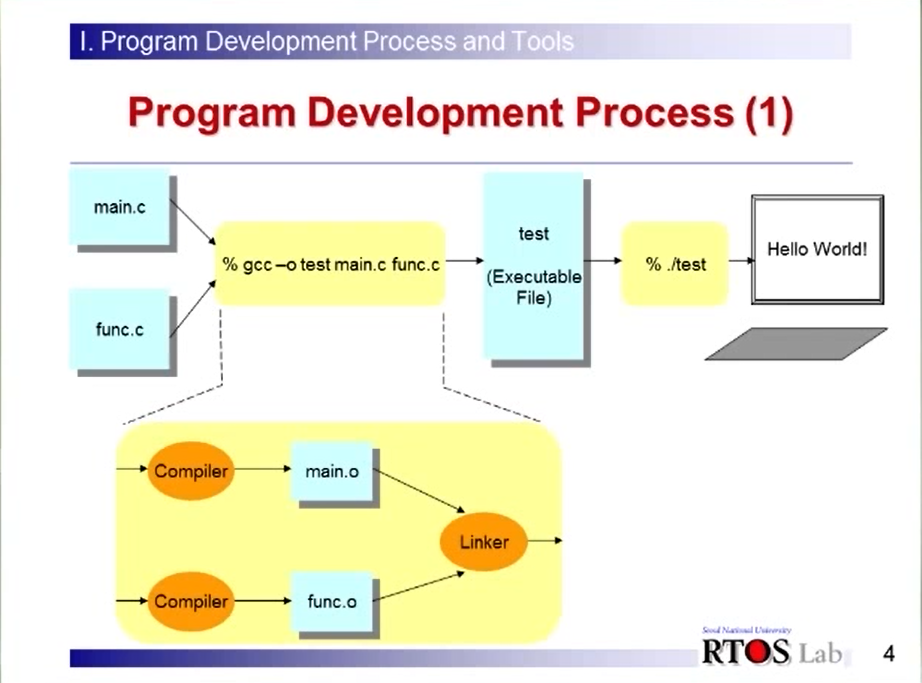 I. Program Development Process and Tools
Program Development Process (1)
main.c
func.c
% gcc –o test main.c func.c
test
(Executable
File)
% ./test
Hello World!
Compiler
main.o
Linker
Compiler
func.o
Seoul National University
RTOS Lab
4